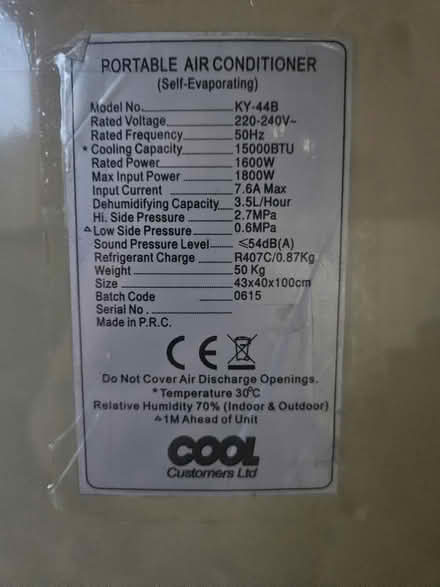 PORTABLE AIR CONDITIONER
(Self-Evaporating)
Model No. KY-44B
Rated Voltage 220-240V~
Rated Frequency 50Hz
* Cooling Capacity 15000BTU
Rated Power 1600W
Max Input Power 1800W
Input Current 7.6A Max
Dehumidifying Capacity 3.5L/Hour
Hi. Side Pressure 2.7MPa
△ Low Side Pressure 0.6MPa
Sound Pressure Level ≤54dB(A)
Refrigerant Charge R407C/0.87Kg
Weight 50 Kg
Size 43x40x100cm
Batch Code 0615
Serial No.
Made in P.R.C.
CE
Do Not Cover Air Discharge Openings.
* Temperature 30°C
Relative Humidity 70% (Indoor & Outdoor)
△ 1M Ahead of Unit
COOL
Customers Ltd